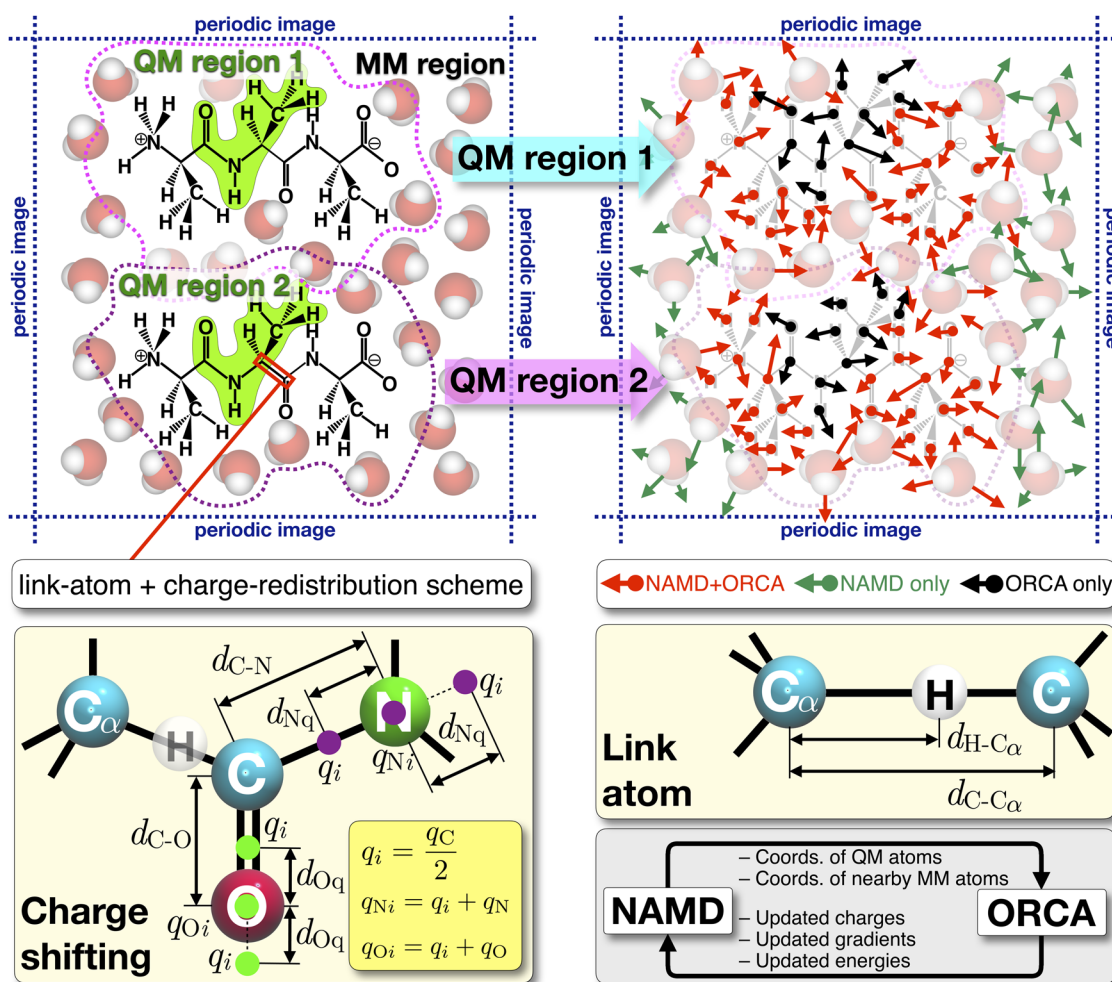 periodic image
periodic image
QM region 1
MM region
H
H
H
H
H
N
⊕
H
O
N
H
C
H
H
H
O
H
N
O
⊖
O
C
H
H
H
C
H
H
H
QM region 1
periodic image
periodic image
periodic image
periodic image
QM region 2
H
H
H
H
H
N
⊕
H
O
N
H
C
H
H
H
O
H
N
O
⊖
O
C
H
H
H
C
H
H
H
QM region 2
periodic image
periodic image
link-atom + charge-redistribution scheme
NAMD+ORCA
NAMD only
ORCA only
Cα
H
C
N
O
dC-N
dNq
dNq
qi
qi
qNi
dC-O
qi
dOq
dOq
qOi
qi
qi = qC/2
qNi = qi + qN
qOi = qi + qO
Charge
shifting
Cα
H
C
dH-Cα
dC-Cα
Link
atom
NAMD
– Coords. of QM atoms
– Coords. of nearby MM atoms
– Updated charges
– Updated gradients
– Updated energies
ORCA